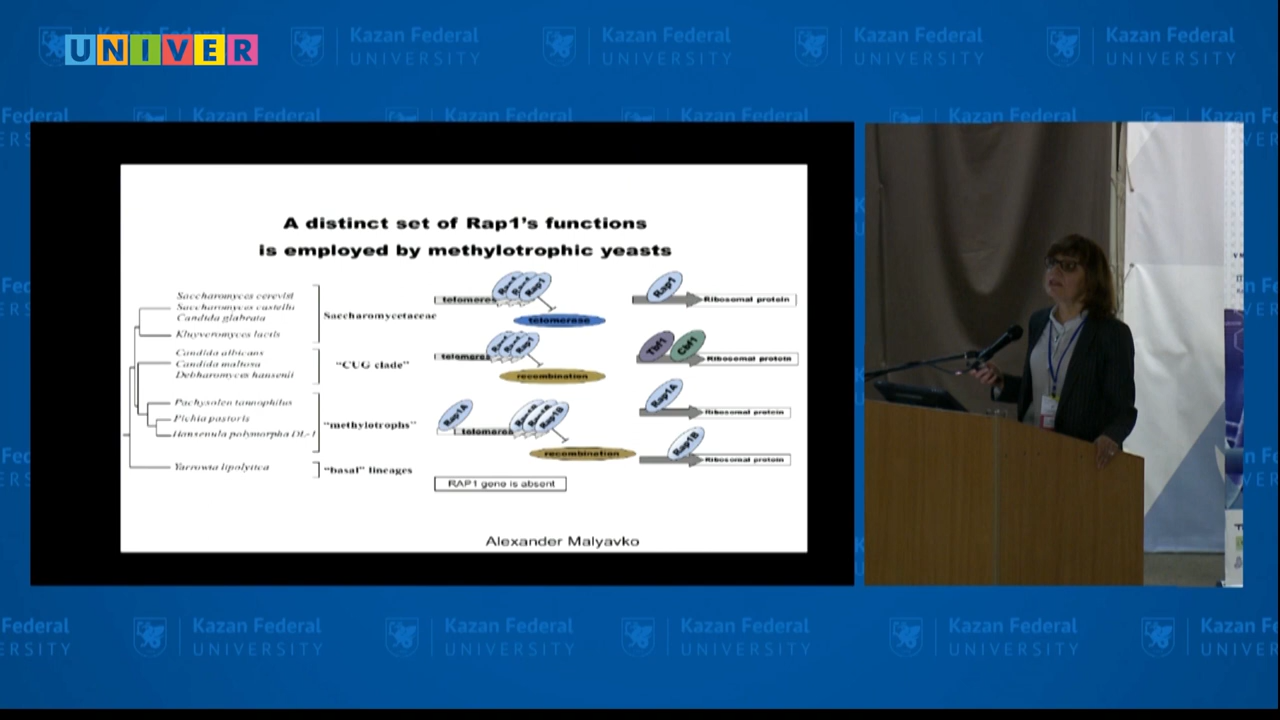 UNIVER
Kazan Federal
UNIVERSITY
A distinct set of Rap1's functions
is employed by methylotrophic yeasts
Saccharomyces cerevisi
Saccharomyces castelli
Candida glabrata
Kluyveromyces lactis
Saccharomycetaceae
telomeres
Rap1
telomerase
Rap1
Ribosomal protein
Candida albicans
Candida maltosa
Debharomyces hansenii
"CUG clade"
telomeres
Rap1
recombination
Tbf1
Cbf1
Ribosomal protein
Pachysolen tannophilus
Pichia pastoris
Hansenula polymorpha DL-1
"methylotrophs"
Rap1A
telomeres
Rap1B
recombination
Rap1A
Ribosomal protein
Rap1B
Ribosomal protein
Yarrowia lipolytica
"basal" lineages
RAP1 gene is absent
Alexander Malyavko